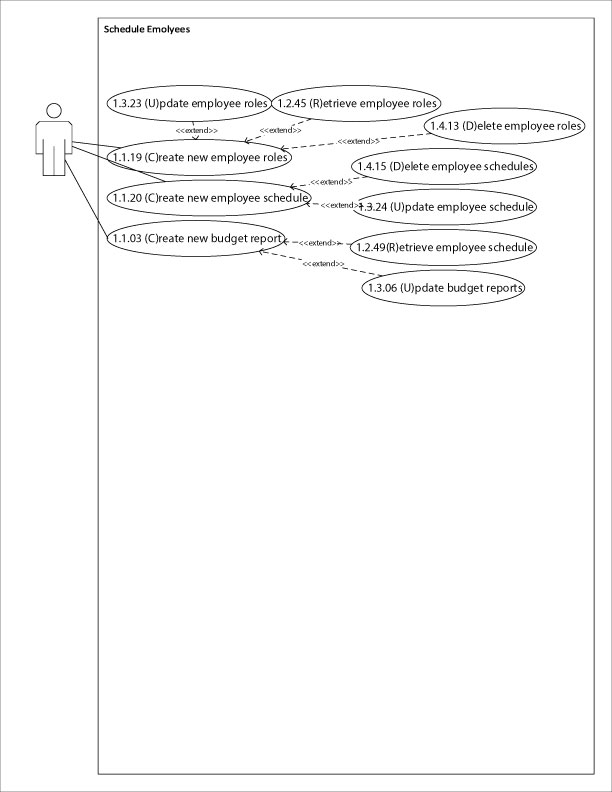 Schedule Emolyees
1.3.23 (U)pdate employee roles
1.2.45 (R)etrieve employee roles
1.4.13 (D)elete employee roles
<<extend>>
<<extend>>
<<extend>>
1.1.19 (C)reate new employee roles
1.4.15 (D)elete employee schedules
<<extend>>
1.1.20 (C)reate new employee schedule
<<extend>>
1.3.24 (U)pdate employee schedule
1.1.03 (C)reate new budget report
<<extend>>
1.2.49(R)etrieve employee schedule
<<extend>>
1.3.06 (U)pdate budget reports